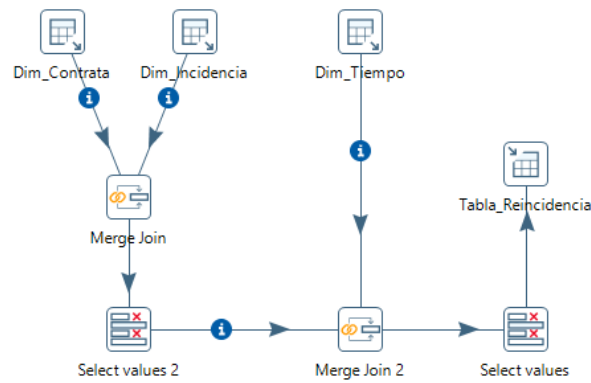 Dim_Contrata
Dim_Incidencia
Dim_Tiempo
i
i
i
Tabla_Reincidencia
Merge Join
i
Select values 2
Merge Join 2
Select values